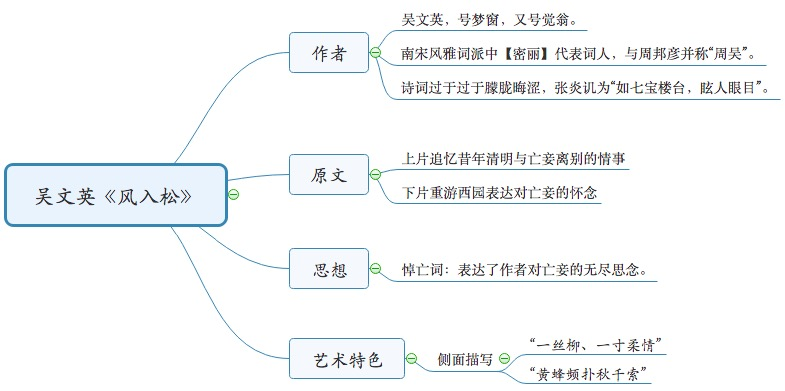 吴文英《风入松》
作者
吴文英，号梦窗，又号觉翁。
南宋风雅词派中【密丽】代表词人，与周邦彦并称“周吴”。
诗词过于过于朦胧晦涩，张炎讥为“如七宝楼台，眩人眼目”。
原文
上片追忆昔年清明与亡妾离别的情事
下片重游西园表达对亡妾的怀念
思想
悼亡词：表达了作者对亡妾的无尽思念。
艺术特色
侧面描写
“一丝柳、一寸柔情”
“黄蜂频扑秋千索”